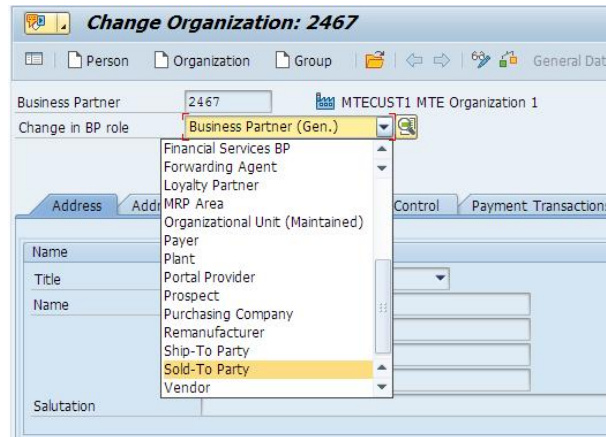 Change Organization: 2467
Person Organization Group General Dat
Business Partner 2467 MTECUST1 MTE Organization 1
Change in BP role Business Partner (Gen.)
Financial Services BP
Forwarding Agent
Loyalty Partner
MRP Area
Organizational Unit (Maintained)
Payer
Plant
Portal Provider
Prospect
Purchasing Company
Remanufacturer
Ship-To Party
Sold-To Party
Vendor
Address Addr Control Payment Transactions
Name
Title
Name
Salutation